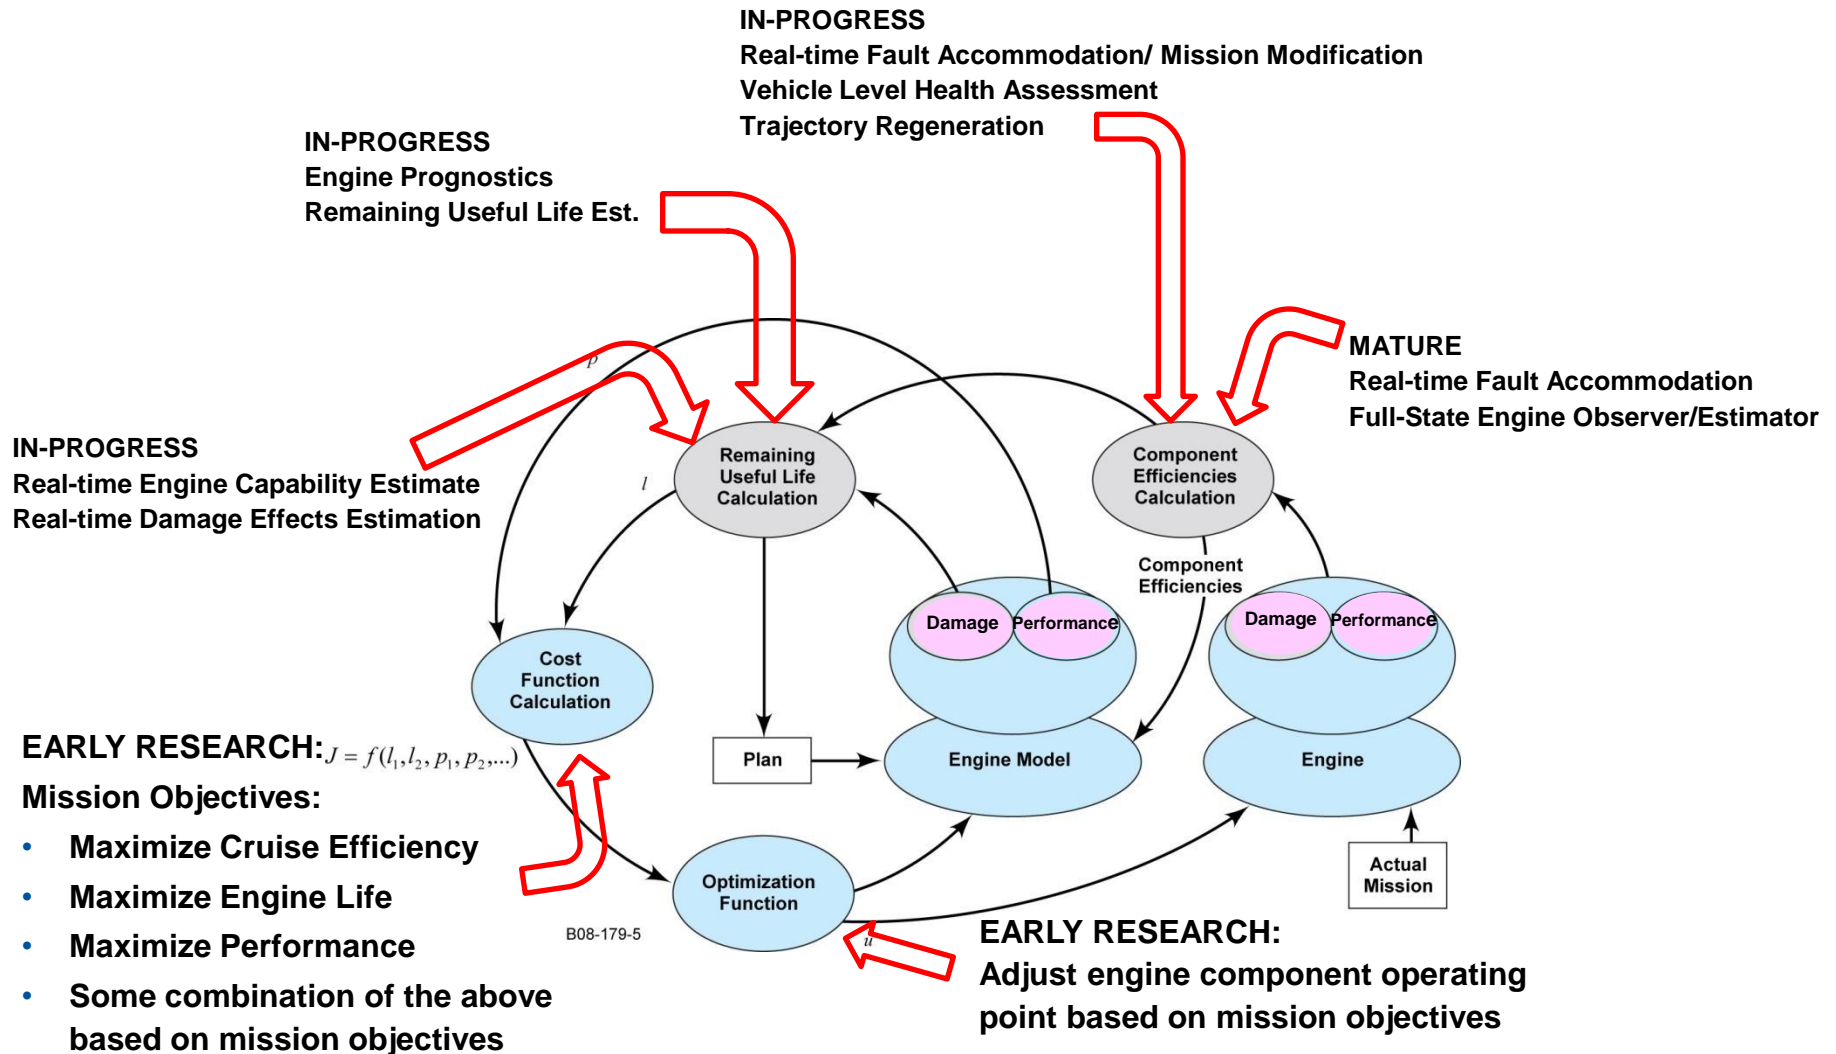 IN-PROGRESS
Real-time Fault Accommodation/ Mission Modification
Vehicle Level Health Assessment
Trajectory Regeneration
IN-PROGRESS
Engine Prognostics
Remaining Useful Life Est.
MATURE
Real-time Fault Accommodation
Full-State Engine Observer/Estimator
IN-PROGRESS
Real-time Engine Capability Estimate
Real-time Damage Effects Estimation
p
l
Remaining
Useful Life
Calculation
Component
Efficiencies
Calculation
Component
Efficiencies
Damage
Performance
Damage
Performance
Cost
Function
Calculation
Plan
Engine Model
Engine
Actual
Mission
Optimization
Function
u
B08-179-5
EARLY RESEARCH:
J = f(l₁,l₂,p₁,p₂,...)
Mission Objectives:
• Maximize Cruise Efficiency
• Maximize Engine Life
• Maximize Performance
• Some combination of the above
based on mission objectives
EARLY RESEARCH:
Adjust engine component operating
point based on mission objectives